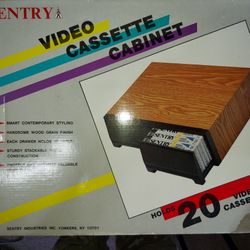 SENTRY
VIDEO
CASSETTE
CABINET
SMART CONTEMPORARY STYLING
HANDSOME WOOD GRAIN FINISH
EACH DRAWER HOLDS
STURDY STACKABLE
CONSTRUCTION
SENTRY
HOLDS 20 VIDEO
CASSE
SENTRY INDUSTRIES INC. YONKERS, NY 10701